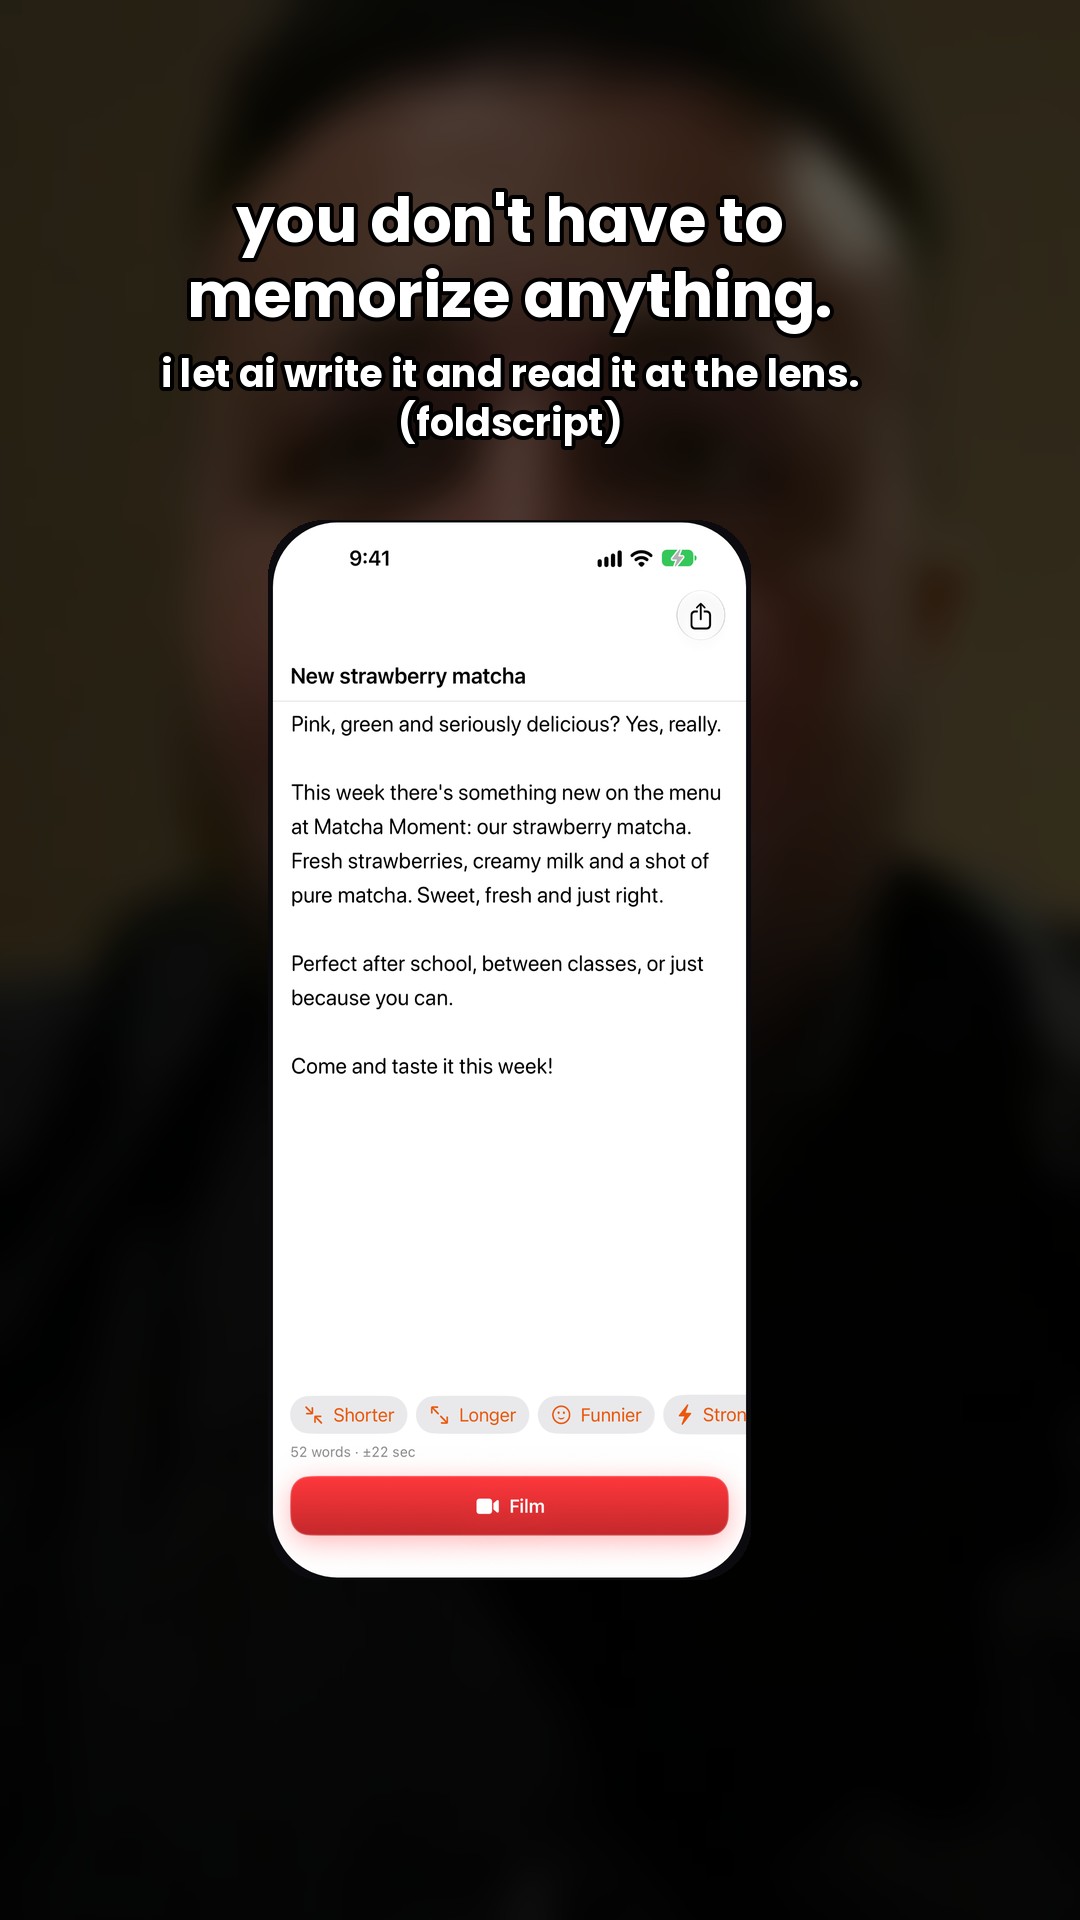 you don't have to
memorize anything.
i let ai write it and read it at the lens.
(foldscript)
9:41
New strawberry matcha
Pink, green and seriously delicious? Yes, really.
This week there's something new on the menu
at Matcha Moment: our strawberry matcha.
Fresh strawberries, creamy milk and a shot of
pure matcha. Sweet, fresh and just right.
Perfect after school, between classes, or just
because you can.
Come and taste it this week!
Shorter Longer Funnier Stron
52 words · ±22 sec
Film